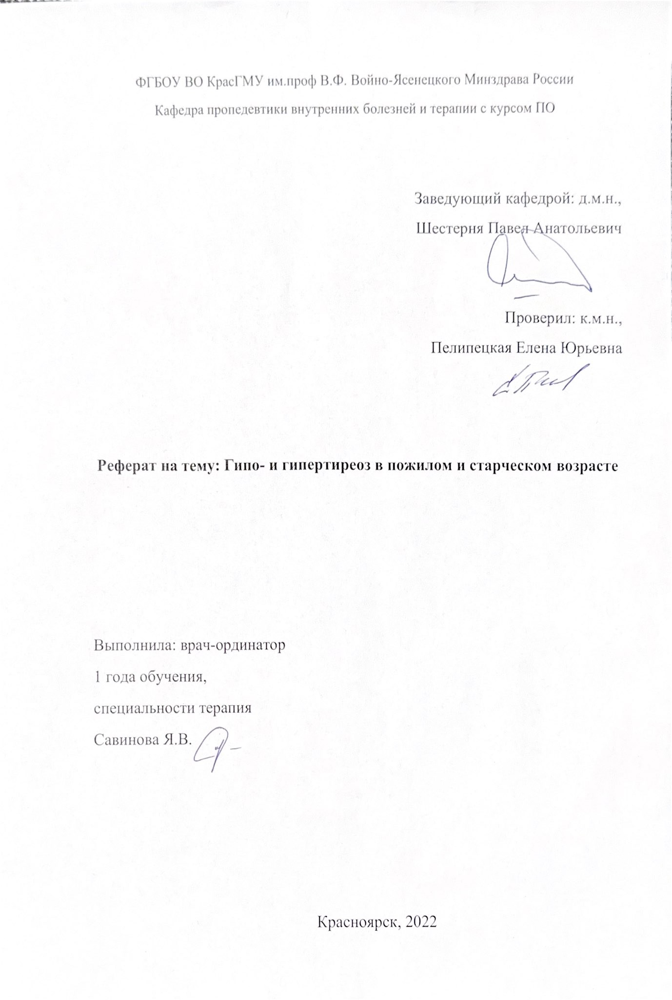 ФГБОУ ВО КрасГМУ им.проф В.Ф. Войно-Ясенецкого Минздрава России
Кафедра пропедевтики внутренних болезней и терапии с курсом ПО
Заведующий кафедрой: д.м.н.,
Шестерня Павел Анатольевич
Проверил: к.м.н.,
Пелипецкая Елена Юрьевна
Реферат на тему: Гипо- и гипертиреоз в пожилом и старческом возрасте
Выполнила: врач-ординатор
1 года обучения,
специальности терапия
Савинова Я.В.
Красноярск, 2022